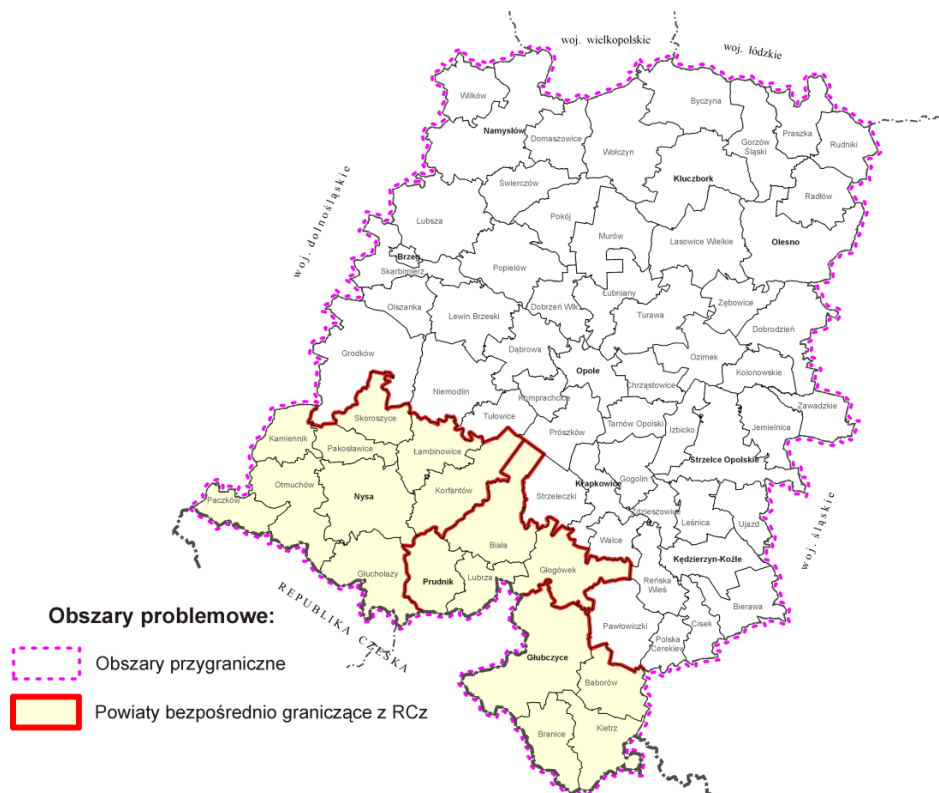 woj. wielkopolskie
woj. łódzkie
Wilków
Byczyna
Namysłów
Domaszowice
Praszka
Gorzów
Śląski
Rudniki
Wołczyn
Kluczbork
Świerczów
Radłów
Lubsza
Pokój
Murów
Lasowice Wielkie
Olesno
woj. dolnośląskie
Brzeg
Skarbimierz
Popielów
Łubniany
Zębowice
Olszanka
Lewin Brzeski
Dobrzeń Wlk.
Turawa
Dobrodzień
Grodków
Dąbrowa
Opole
Ozimek
Kolonowskie
Niemodlin
Komprachcice
Chrząstowice
Zawadzkie
Skoroszyce
Tułowice
Prószków
Tarnów Opolski
Izbicko
Jemielnica
Kamiennik
Pakosławice
Łambinowice
Strzelce Opolskie
Otmuchów
Nysa
Korfantów
Strzeleczki
Krapkowice
Gogolin
Paczków
Zdzieszowice
Leśnica
Ujazd
woj. śląskie
Biała
Walce
Głuchołazy
Prudnik
Lubrza
Głogówek
Kędzierzyn-Koźle
Reńska
Wieś
Bierawa
REPUBLIKA CZESKA
Pawłowiczki
Cisek
Polska
Cerekiew
Głubczyce
Baborów
Branice
Kietrz
Obszary problemowe:
Obszary przygraniczne
Powiaty bezpośrednio graniczące z RCz